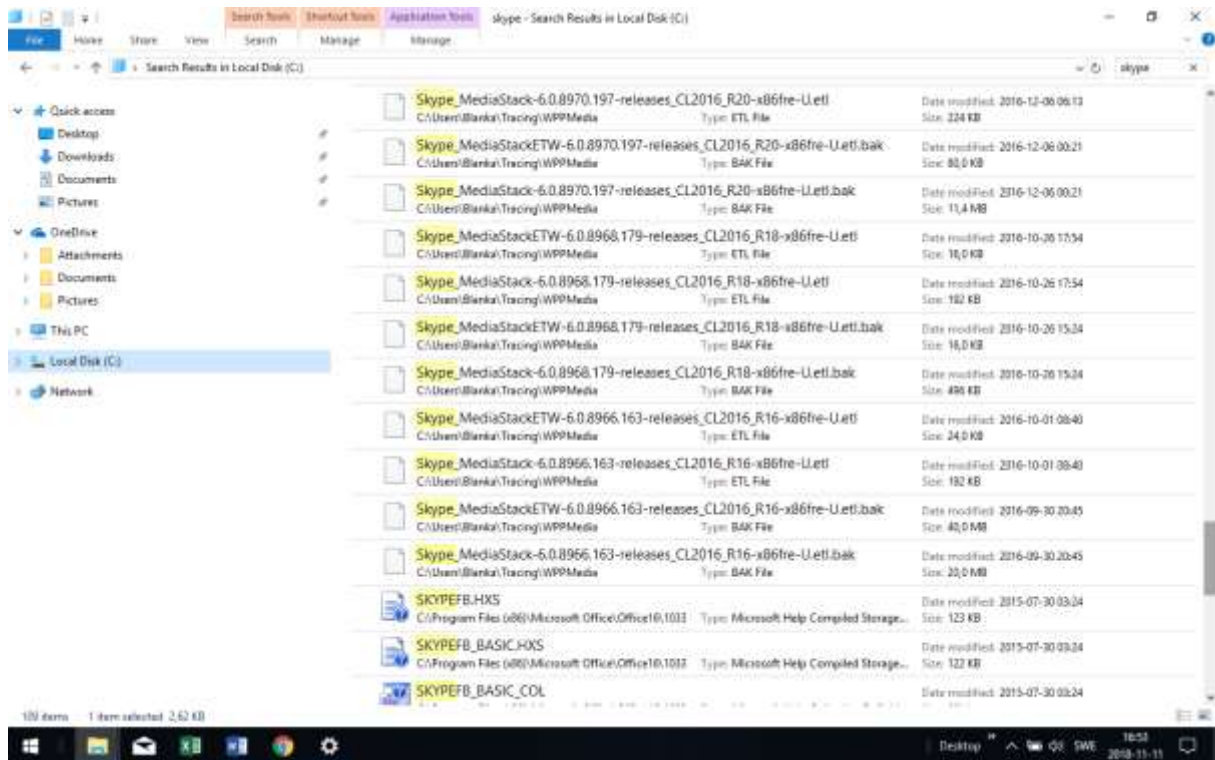 Search Tools Shortcut Tools Application Tools skype - Search Results in Local Disk (C:)
File Home Share View Search Manage Manage
Search Results in Local Disk (C:) skype
Quick access
Desktop
Downloads
Documents
Pictures
OneDrive
Attachments
Documents
Pictures
This PC
Local Disk (C:)
Network
Skype_MediaStack-6.0.8970.197-releases_CL2016_R20-x86fre-U.etl Date modified: 2016-12-06 06:13
C:\Users\Blanka\Tracing\WPPMedia Type: ETL File Size: 224 KB
Skype_MediaStackETW-6.0.8970.197-releases_CL2016_R20-x86fre-U.etl.bak Date modified: 2016-12-06 00:21
C:\Users\Blanka\Tracing\WPPMedia Type: BAK File Size: 80,0 KB
Skype_MediaStack-6.0.8970.197-releases_CL2016_R20-x86fre-U.etl.bak Date modified: 2016-12-06 00:21
C:\Users\Blanka\Tracing\WPPMedia Type: BAK File Size: 11,4 MB
Skype_MediaStackETW-6.0.8968.179-releases_CL2016_R18-x86fre-U.etl Date modified: 2016-10-26 17:54
C:\Users\Blanka\Tracing\WPPMedia Type: ETL File Size: 16,0 KB
Skype_MediaStack-6.0.8968.179-releases_CL2016_R18-x86fre-U.etl Date modified: 2016-10-26 17:54
C:\Users\Blanka\Tracing\WPPMedia Type: ETL File Size: 192 KB
Skype_MediaStackETW-6.0.8968.179-releases_CL2016_R18-x86fre-U.etl.bak Date modified: 2016-10-26 15:24
C:\Users\Blanka\Tracing\WPPMedia Type: BAK File Size: 16,0 KB
Skype_MediaStack-6.0.8968.179-releases_CL2016_R18-x86fre-U.etl.bak Date modified: 2016-10-26 15:24
C:\Users\Blanka\Tracing\WPPMedia Type: BAK File Size: 496 KB
Skype_MediaStackETW-6.0.8966.163-releases_CL2016_R16-x86fre-U.etl Date modified: 2016-10-01 08:40
C:\Users\Blanka\Tracing\WPPMedia Type: ETL File Size: 24,0 KB
Skype_MediaStack-6.0.8966.163-releases_CL2016_R16-x86fre-U.etl Date modified: 2016-10-01 08:40
C:\Users\Blanka\Tracing\WPPMedia Type: ETL File Size: 192 KB
Skype_MediaStackETW-6.0.8966.163-releases_CL2016_R16-x86fre-U.etl.bak Date modified: 2016-09-30 20:45
C:\Users\Blanka\Tracing\WPPMedia Type: BAK File Size: 40,0 MB
Skype_MediaStack-6.0.8966.163-releases_CL2016_R16-x86fre-U.etl.bak Date modified: 2016-09-30 20:45
C:\Users\Blanka\Tracing\WPPMedia Type: BAK File Size: 20,0 MB
SKYPEFB.HXS Date modified: 2015-07-30 03:24
C:\Program Files (x86)\Microsoft Office\Office16\1033 Type: Microsoft Help Compiled Storage... Size: 123 KB
SKYPEFB_BASIC.HXS Date modified: 2015-07-30 03:24
C:\Program Files (x86)\Microsoft Office\Office16\1033 Type: Microsoft Help Compiled Storage... Size: 122 KB
SKYPEFB_BASIC_COL Date modified: 2015-07-30 03:24
items 1 item selected 2,62 KB
Desktop SWE 16:53
2018-11-11